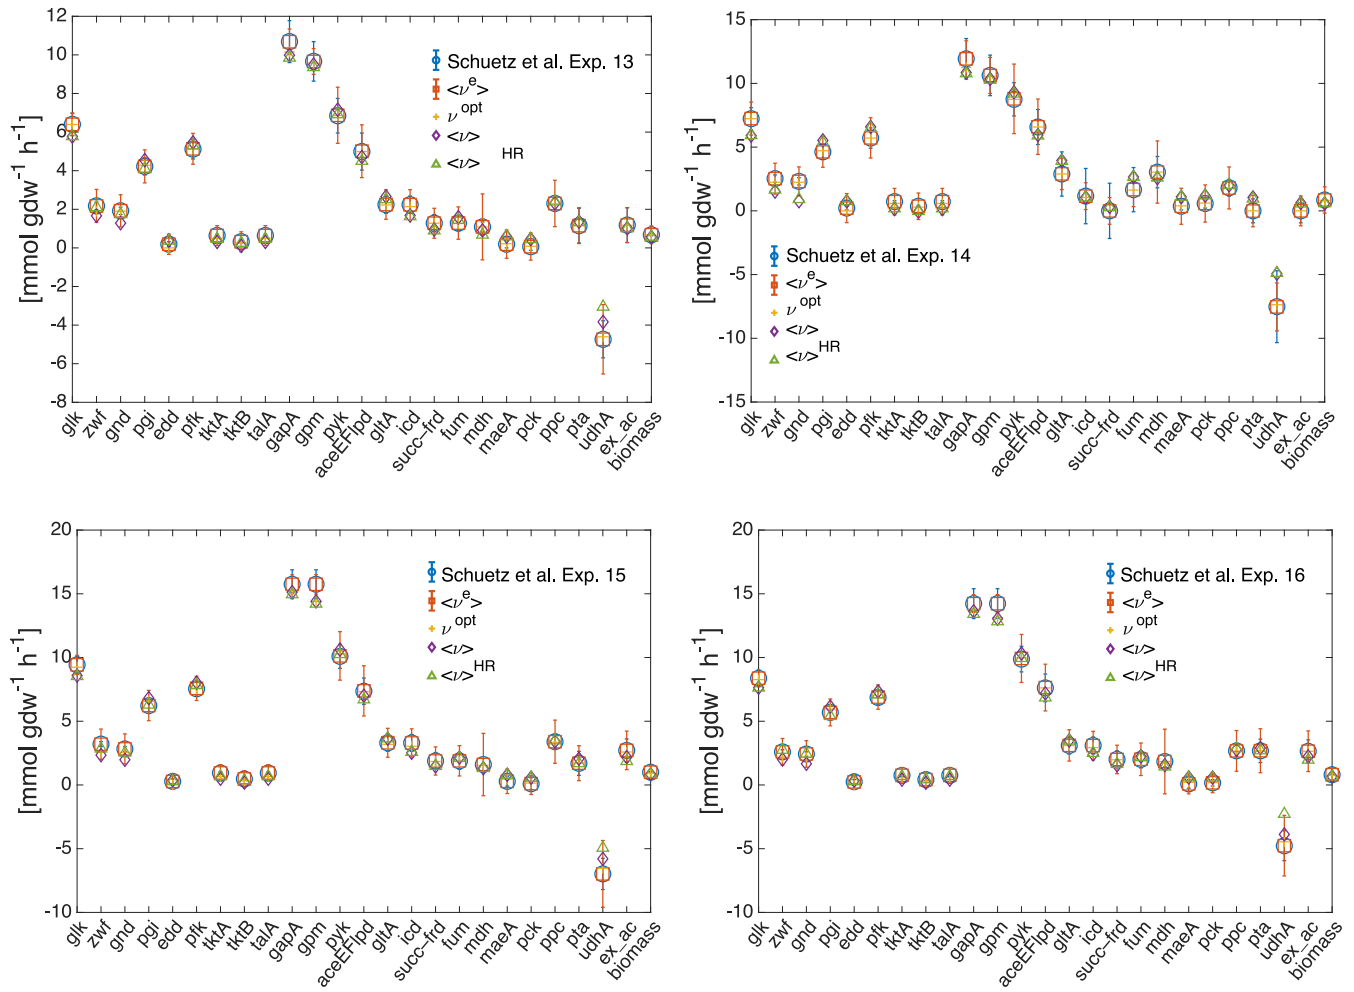 12
10
8
6
4
2
0
-2
-4
-6
-8
[mmol gdw⁻¹ h⁻¹]
Schuetz et al. Exp. 13
<νᵉ>
ν^opt
<ν>
<ν>^HR
glk zwf gnd pgi edd pfk tktA tktB talA gapA gpm pyk aceEFlpd gltA icd succ-frd fum mdh maeA pck ppc pta udhA ex_ac biomass
15
10
5
0
-5
-10
-15
[mmol gdw⁻¹ h⁻¹]
Schuetz et al. Exp. 14
<νᵉ>
ν^opt
<ν>
<ν>^HR
glk zwf gnd pgi edd pfk tktA tktB talA gapA gpm pyk aceEFlpd gltA icd succ-frd fum mdh maeA pck ppc pta udhA ex_ac biomass
20
15
10
5
0
-5
-10
[mmol gdw⁻¹ h⁻¹]
Schuetz et al. Exp. 15
<νᵉ>
ν^opt
<ν>
<ν>^HR
glk zwf gnd pgi edd pfk tktA tktB talA gapA gpm pyk aceEFlpd gltA icd succ-frd fum mdh maeA pck ppc pta udhA ex_ac biomass
20
15
10
5
0
-5
-10
Schuetz et al. Exp. 16
<νᵉ>
ν^opt
<ν>
<ν>^HR
glk zwf gnd pgi edd pfk tktA tktB talA gapA gpm pyk aceEFlpd gltA icd succ-frd fum mdh maeA pck ppc pta udhA ex_ac biomass